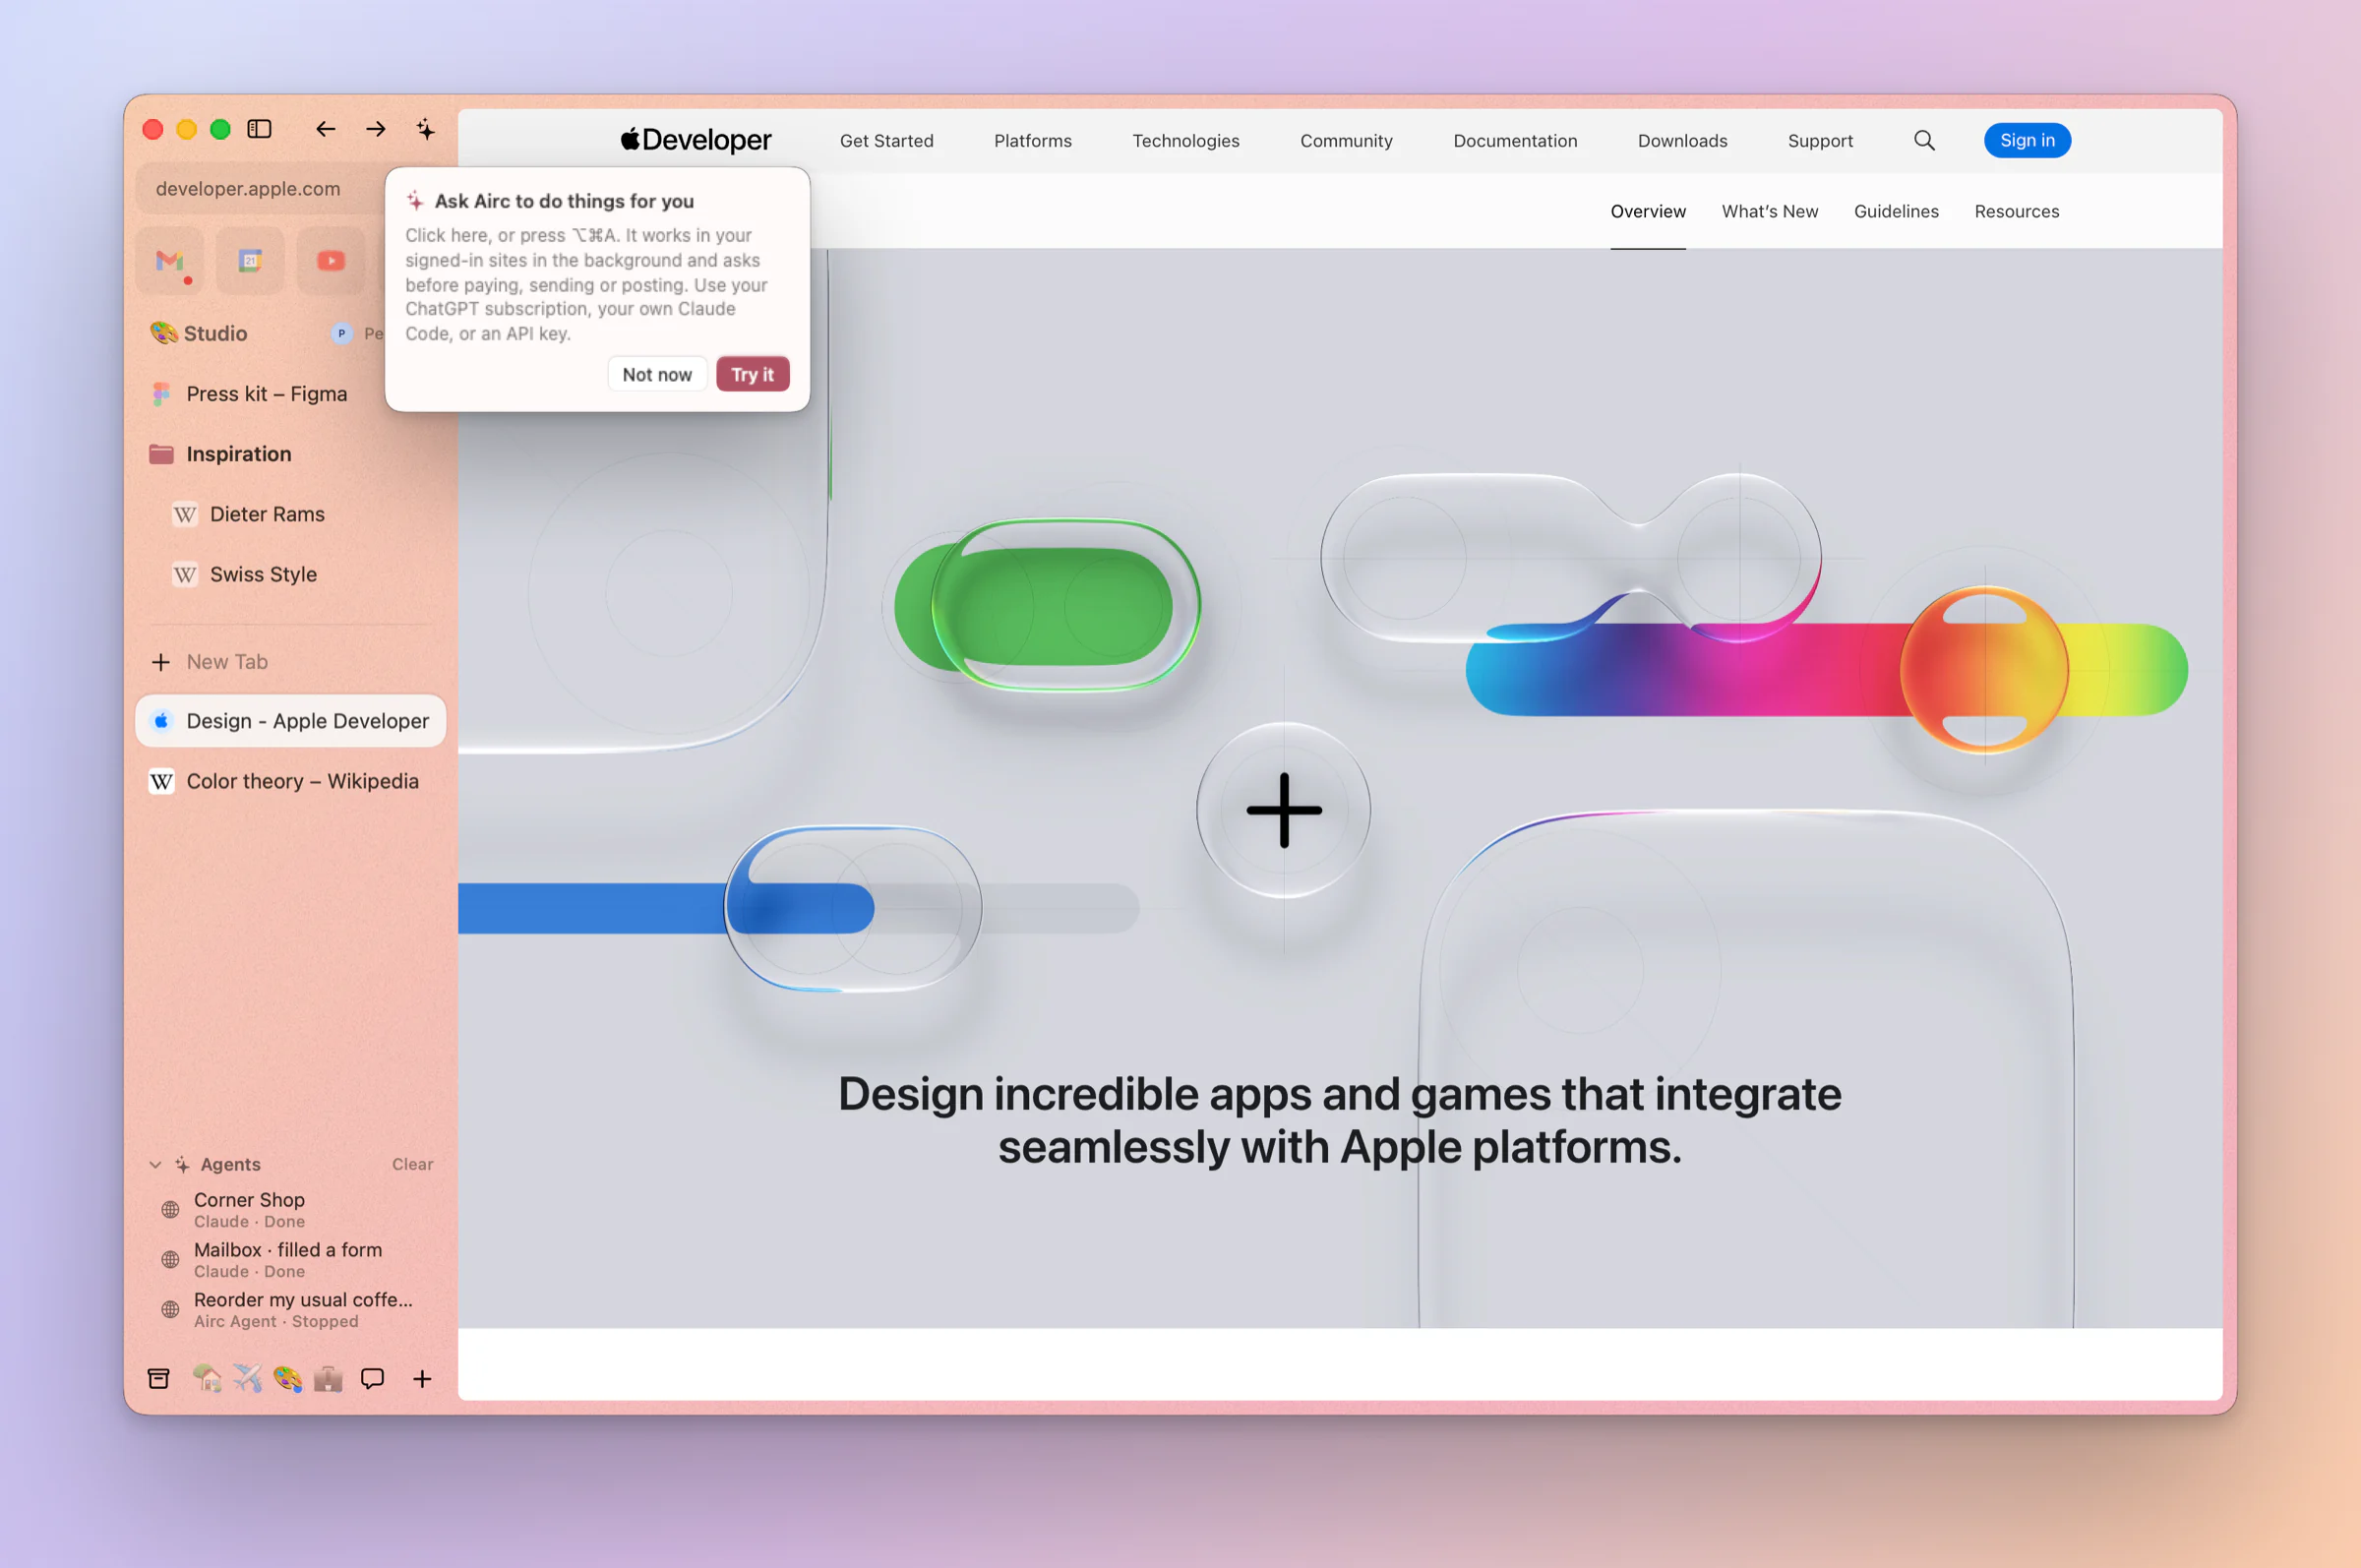 Developer
Get Started
Platforms
Technologies
Community
Documentation
Downloads
Support
Sign in
developer.apple.com
Overview
What's New
Guidelines
Resources
Ask Airc to do things for you
Click here, or press ⌥⌘A. It works in your
signed-in sites in the background and asks
before paying, sending or posting. Use your
ChatGPT subscription, your own Claude
Code, or an API key.
Not now
Try it
21
Studio
P
Pe
Press kit – Figma
Inspiration
W Dieter Rams
W Swiss Style
+ New Tab
Design - Apple Developer
W Color theory – Wikipedia
Design incredible apps and games that integrate
seamlessly with Apple platforms.
Agents
Clear
Corner Shop
Claude · Done
Mailbox · filled a form
Claude · Done
Reorder my usual coffe...
Airc Agent · Stopped